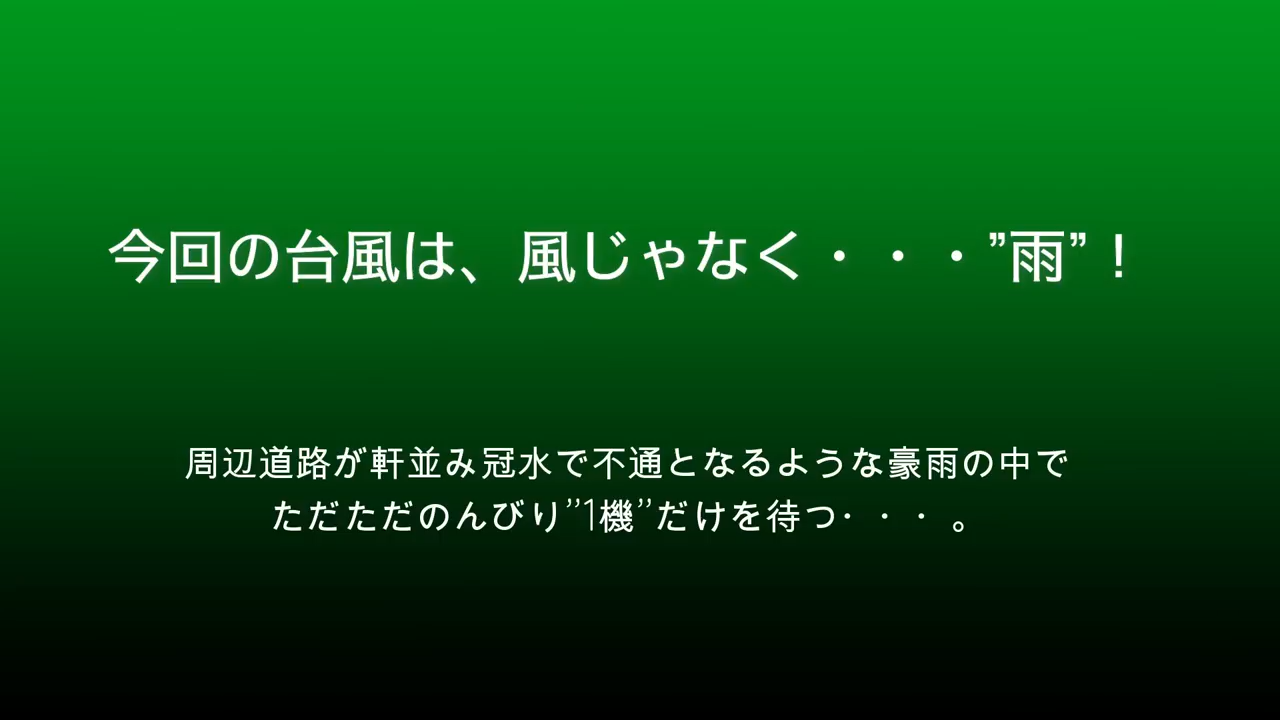 今回の台風は、風じゃなく・・・”雨”！
周辺道路が軒並み冠水で不通となるような豪雨の中で
ただただのんびり”1機”だけを待つ・・・。